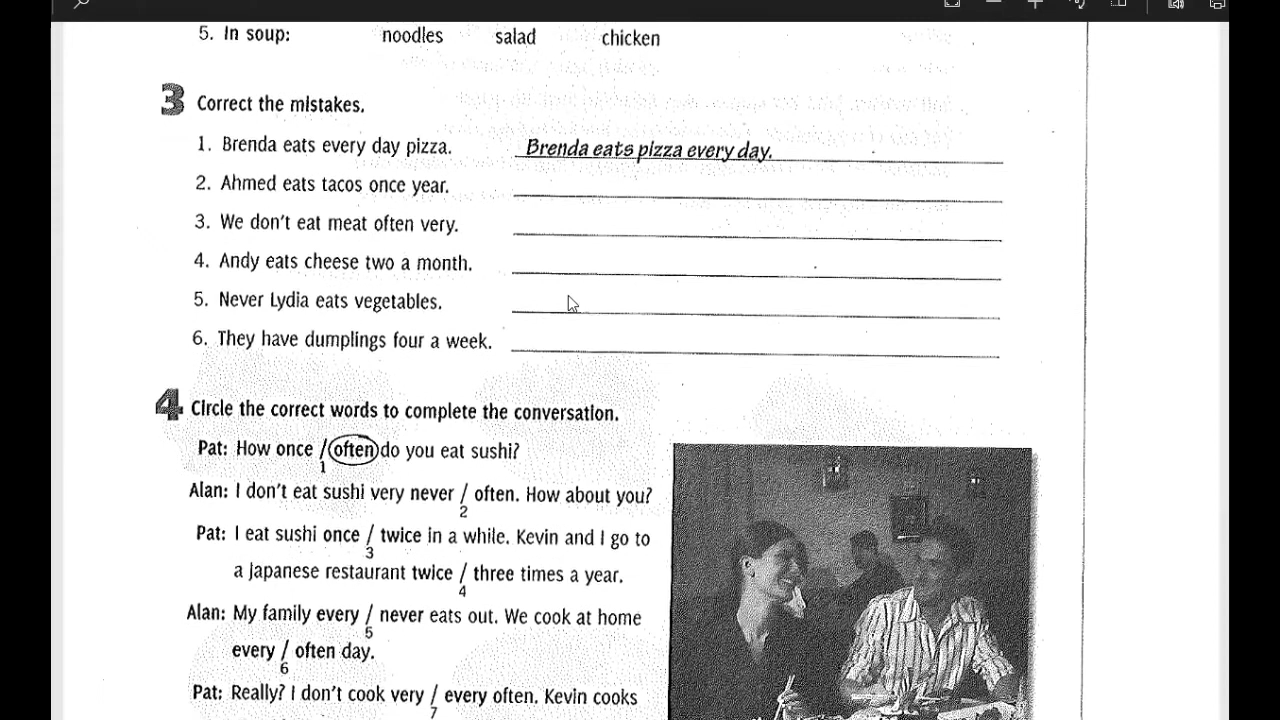 5. In soup: noodles salad chicken
3 Correct the mistakes.
1. Brenda eats every day pizza. Brenda eats pizza every day.
2. Ahmed eats tacos once year.
3. We don't eat meat often very.
4. Andy eats cheese two a month.
5. Never Lydia eats vegetables.
6. They have dumplings four a week.
4 Circle the correct words to complete the conversation.
Pat: How once / often do you eat sushi?
1
Alan: I don't eat sushi very never / often. How about you?
2
Pat: I eat sushi once / twice in a while. Kevin and I go to
3
a Japanese restaurant twice / three times a year.
4
Alan: My family every / never eats out. We cook at home
5
every / often day.
6
Pat: Really? I don't cook very / every often. Kevin cooks
7